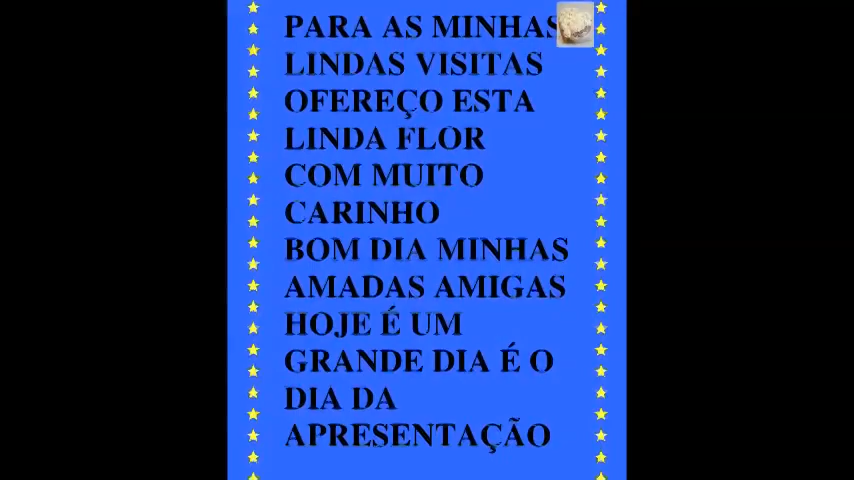 PARA AS MINHAS
LINDAS VISITAS
OFEREÇO ESTA
LINDA FLOR
COM MUITO
CARINHO
BOM DIA MINHAS
AMADAS AMIGAS
HOJE É UM
GRANDE DIA É O
DIA DA
APRESENTAÇÃO